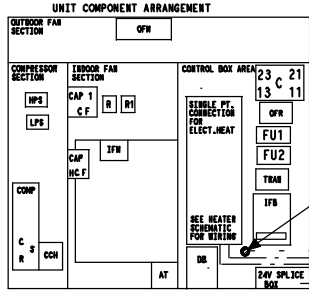 UNIT COMPONENT ARRANGEMENT
OUTDOOR FAN
SECTION
OFM
COMPRESSOR
SECTION
INDOOR FAN
SECTION
CONTROL BOX AREA
23 21
C
13 11
HPS
LPS
CAP 1
C F
R
R1
SINGLE PT.
CONNECTION
FOR
ELECT.HEAT
OFR
FU1
FU2
IFM
CAP
HCF
TRAN
IFB
COMP
C S
R
CCH
SEE HEATER
SCHEMATIC
FOR WIRING
DB
AT
24V SPLICE
BOX